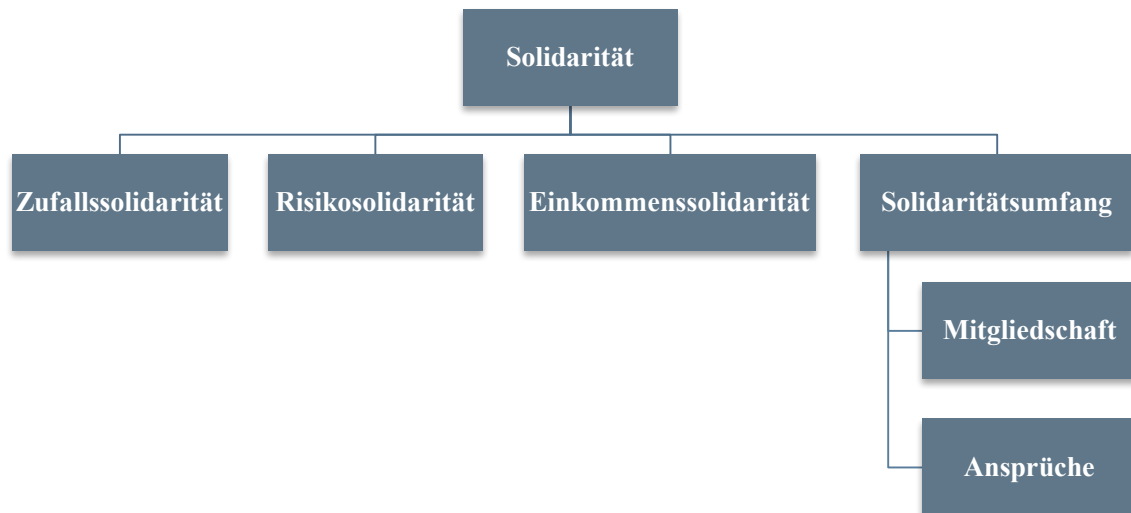 Solidarität
Zufallssolidarität
Risikosolidarität
Einkommenssolidarität
Solidaritätsumfang
Mitgliedschaft
Ansprüche